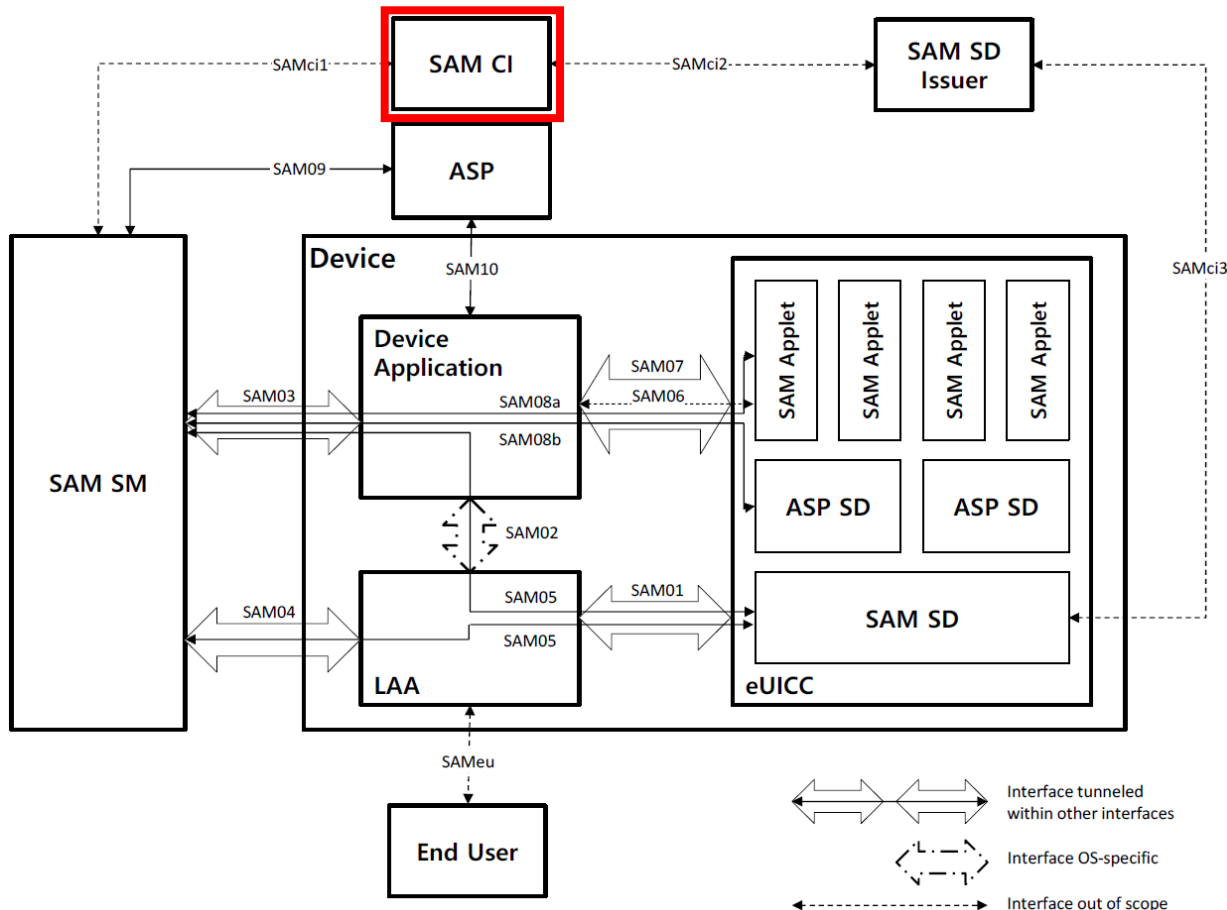 SAM CI
SAMci1
SAMci2
SAM SD
Issuer
SAM09
ASP
SAM10
SAMci3
Device
Device
Application
SAM Applet
SAM Applet
SAM Applet
SAM Applet
SAM03
SAM07
SAM06
SAM08a
SAM08b
SAM SM
ASP SD
ASP SD
SAM02
SAM04
SAM05
SAM01
SAM05
SAM SD
LAA
eUICC
SAMeu
End User
Interface tunneled
within other interfaces
Interface OS-specific
Interface out of scope